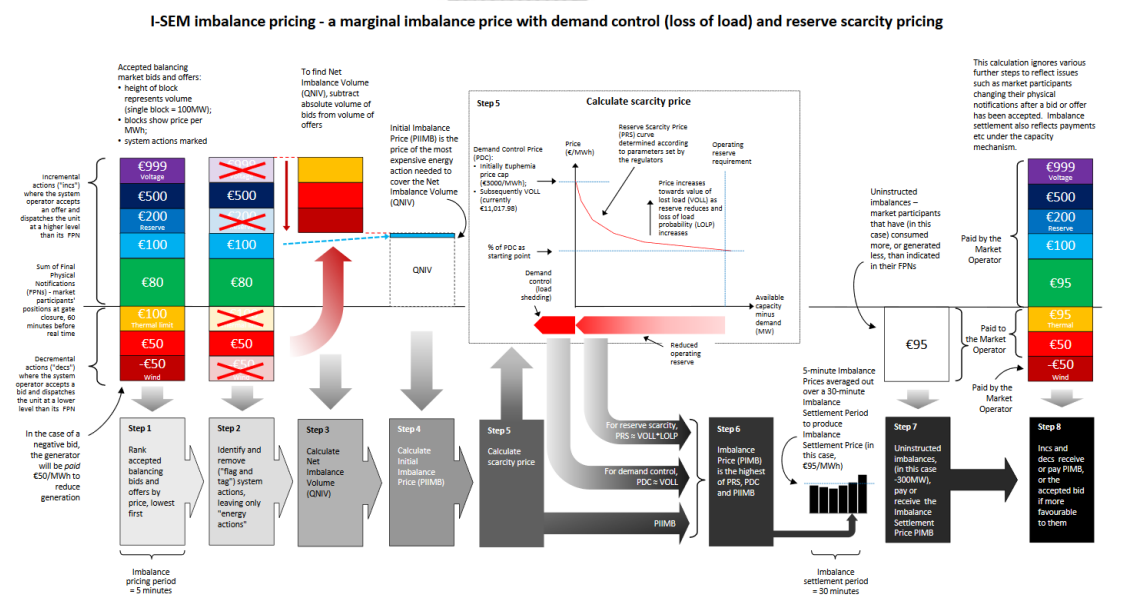 I-SEM imbalance pricing - a marginal imbalance price with demand control (loss of load) and reserve scarcity pricing
Accepted balancing
market bids and offers:
• height of block
represents volume
(single block = 100MW);
• blocks show price per
MWh;
• system actions marked
To find Net
Imbalance Volume
(QNIV), subtract
absolute volume of
bids from volume of
offers
Initial Imbalance
Price (PIIMB) is the
price of the most
expensive energy
action needed to
cover the Net
Imbalance Volume
(QNIV)
This calculation ignores various
further steps to reflect issues
such as market participants
changing their physical
notifications after a bid or offer
has been accepted. Imbalance
settlement also reflects payments
etc under the capacity
mechanism.
Incremental
actions ("incs")
where the system
operator accepts
an offer and
dispatches the unit
at a higher level
than its FPN
Sum of Final
Physical
Notifications
(FPNs) - market
participants'
positions at gate
closure, 60
minutes before
real time
Decremental
actions ("decs")
where the system
operator accepts a
bid and dispatches
the unit at a lower
level than its FPN
In the case of a
negative bid,
the generator
will be paid
€50/MWh to
reduce
generation
€999
Voltage
€500
€200
Reserve
€100
€80
€100
Thermal limit
€50
-€50
Wind
€500
€200
€100
€80
€50
QNIV
Step 5
Calculate scarcity price
Demand Control Price
(PDC):
• Initially Euphemia
price cap
(€3000/MWh);
• Subsequently VOLL
(currently
€11,017.98)
Price
(€/MWh)
Reserve Scarcity Price
(PRS) curve
determined according
to parameters set by
the regulators
Operating
reserve
requirement
Price increases
towards value of
lost load (VOLL) as
reserve reduces and
loss of load
probability (LOLP)
increases
% of PDC as
starting point
Demand
control
(load
shedding)
Available
capacity
minus
demand
(MW)
Reduced
operating
reserve
Uninstructed
imbalances –
market participants
that have (in this
case) consumed
more, or generated
less, than indicated
in their FPNs
€95
Paid by the
Market
Operator
Paid to
the Market
Operator
Paid by the
Market
Operator
€999
Voltage
€500
€200
Reserve
€100
€95
€95
Thermal
€50
-€50
Wind
5-minute Imbalance
Prices averaged out
over a 30-minute
Imbalance
Settlement Period
to produce
Imbalance
Settlement Price (in
this case,
€95/MWh)
Step 1
Rank
accepted
balancing
bids and
offers by
price, lowest
first
Step 2
Identify and
remove
("flag and
tag") system
actions,
leaving only
"energy
actions"
Step 3
Calculate
Net
Imbalance
Volume
(QNIV)
Step 4
Calculate
Initial
Imbalance
Price (PIIMB)
Step 5
Calculate
scarcity price
For reserve scarcity,
PRS ≈ VOLL*LOLP
For demand control,
PDC ≈ VOLL
PIIMB
Step 6
Imbalance
Price (PIMB)
is the highest
of PRS, PDC
and PIIMB
Step 7
Uninstructed
imbalances,
(in this case
-300MW),
pay or
receive the
Imbalance
Settlement
Price PIMB
Step 8
Incs and
decs receive
or pay PIMB,
or the
accepted bid
if more
favourable
to them
Imbalance
pricing period
= 5 minutes
Imbalance
settlement period
= 30 minutes